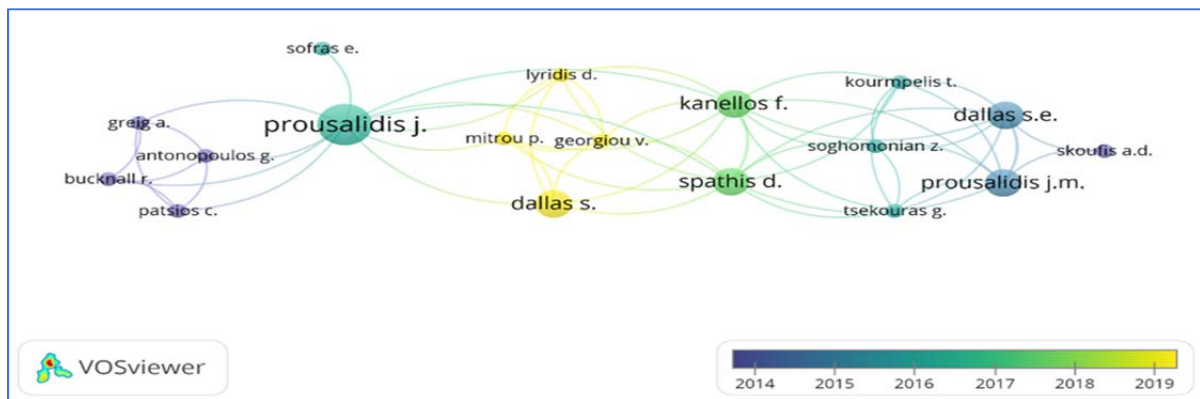 sofras e.
lyridis d.
kourmpelis t.
kanellos f.
dallas s.e.
greig a.
prousalidis j.
mitrou p.
georgiou v.
soghomonian z.
skoufis a.d.
antonopoulos g.
bucknall r.
spathis d.
prousalidis j.m.
patsios c.
dallas s.
tsekouras g.
VOSviewer
2014 2015 2016 2017 2018 2019